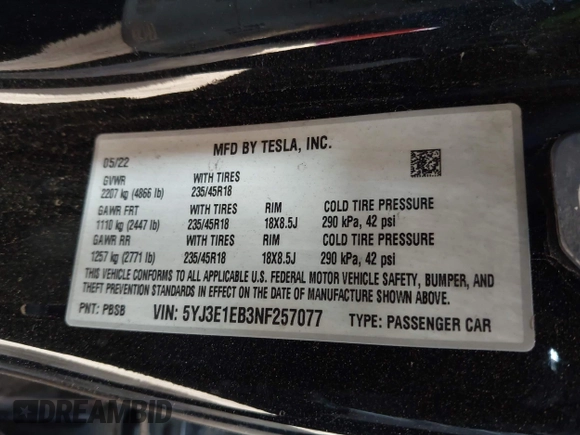 MFD BY TESLA, INC.
05/22
GVWR WITH TIRES
2207 kg (4866 lb) 235/45R18
GAWR FRT WITH TIRES RIM COLD TIRE PRESSURE
1110 kg (2447 lb) 235/45R18 18X8.5J 290 kPa, 42 psi
GAWR RR WITH TIRES RIM COLD TIRE PRESSURE
1257 kg (2771 lb) 235/45R18 18X8.5J 290 kPa, 42 psi
THIS VEHICLE CONFORMS TO ALL APPLICABLE U.S. FEDERAL MOTOR VEHICLE SAFETY, BUMPER, AND
THEFT PREVENTION STANDARDS IN EFFECT ON THE DATE OF MANUFACTURE SHOWN ABOVE.
PNT: PBSB VIN: 5YJ3E1EB3NF257077 TYPE: PASSENGER CAR
DREAMBID